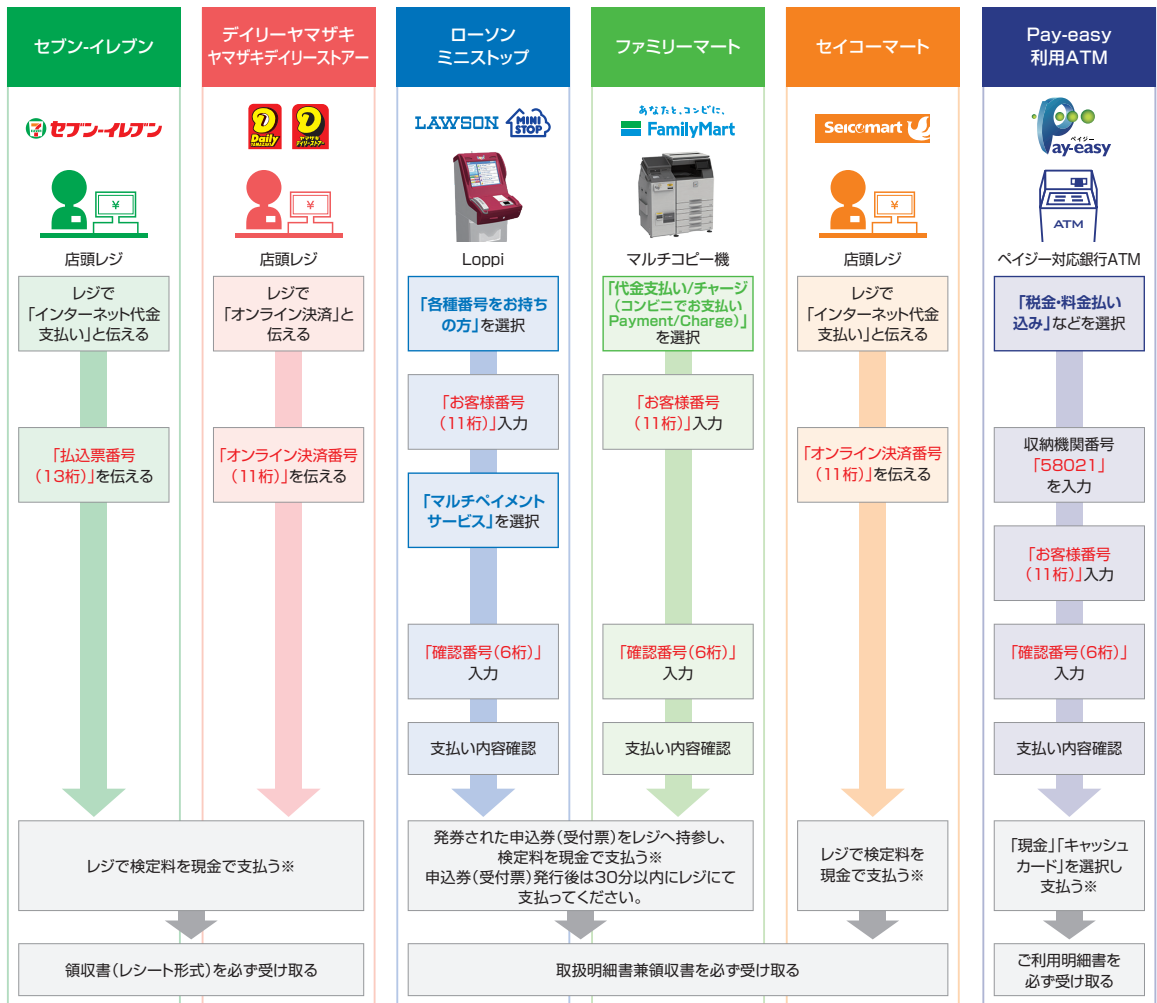 セブン-イレブン
セブン-イレブン
店頭レジ
レジで
「インターネット代金
支払い」と伝える
「払込票番号
(13桁)」を伝える
デイリーヤマザキ
ヤマザキデイリーストアー
Daily
YAMAZAKI
ヤマザキ
デイリーストアー
店頭レジ
レジで
「オンライン決済」と
伝える
「オンライン決済番号
(11桁)」を伝える
レジで検定料を現金で支払う※
領収書(レシート形式)を必ず受け取る
ローソン
ミニストップ
LAWSON
MINI
STOP
Loppi
「各種番号をお持ち
の方」を選択
「お客様番号
(11桁)」入力
「マルチペイメント
サービス」を選択
「確認番号(6桁)」
入力
支払い内容確認
ファミリーマート
あなたと、コンビに、
FamilyMart
マルチコピー機
「代金支払い/チャージ
(コンビニでお支払い
Payment/Charge)」
を選択
「お客様番号
(11桁)」入力
「確認番号(6桁)」
入力
支払い内容確認
発券された申込券(受付票)をレジへ持参し、
検定料を現金で支払う※
申込券(受付票)発行後は30分以内にレジにて
支払ってください。
セイコーマート
Seicomart
店頭レジ
レジで
「インターネット代金
支払い」と伝える
「オンライン決済番号
(11桁)」を伝える
レジで検定料を
現金で支払う※
取扱明細書兼領収書を必ず受け取る
Pay-easy
利用ATM
ペイジー
Pay-easy
ATM
ペイジー対応銀行ATM
「税金・料金払い
込み」などを選択
収納機関番号
「58021」
を入力
「お客様番号
(11桁)」入力
「確認番号(6桁)」
入力
支払い内容確認
「現金」「キャッシュ
カード」を選択し
支払う※
ご利用明細書を
必ず受け取る